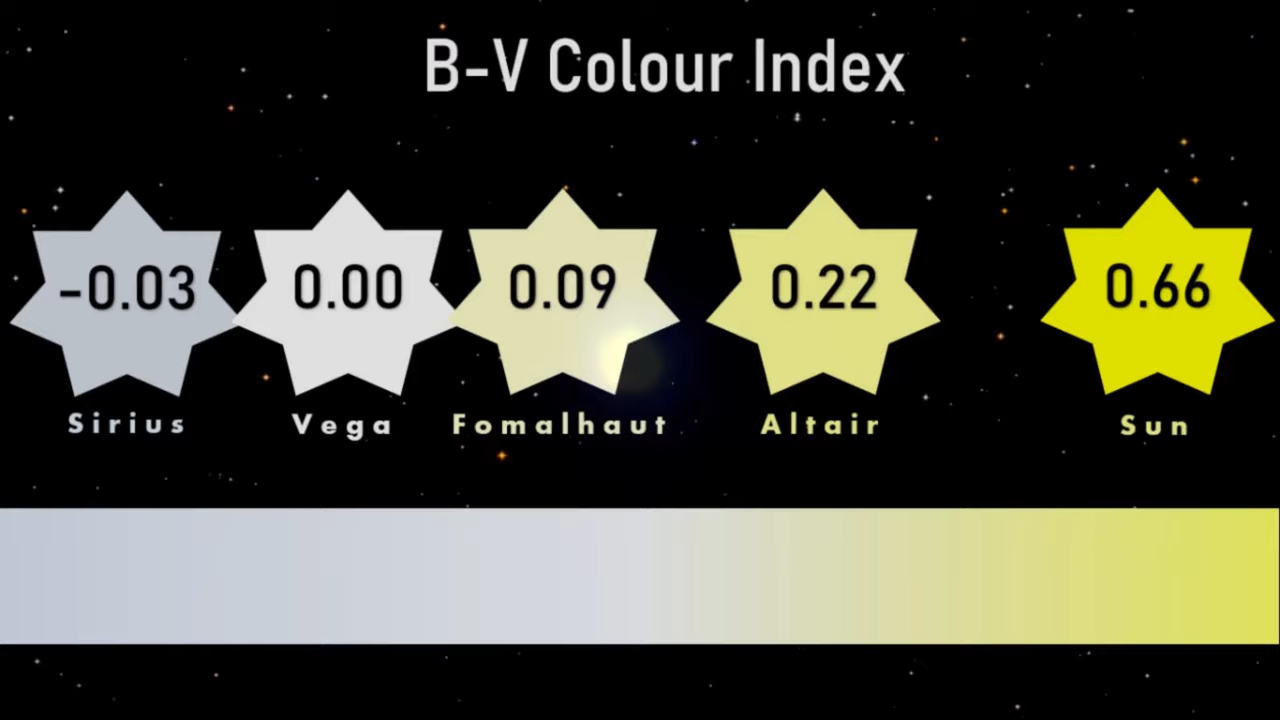 B-V Colour Index
-0.03 0.00 0.09 0.22 0.66
Sirius Vega Fomalhaut Altair Sun